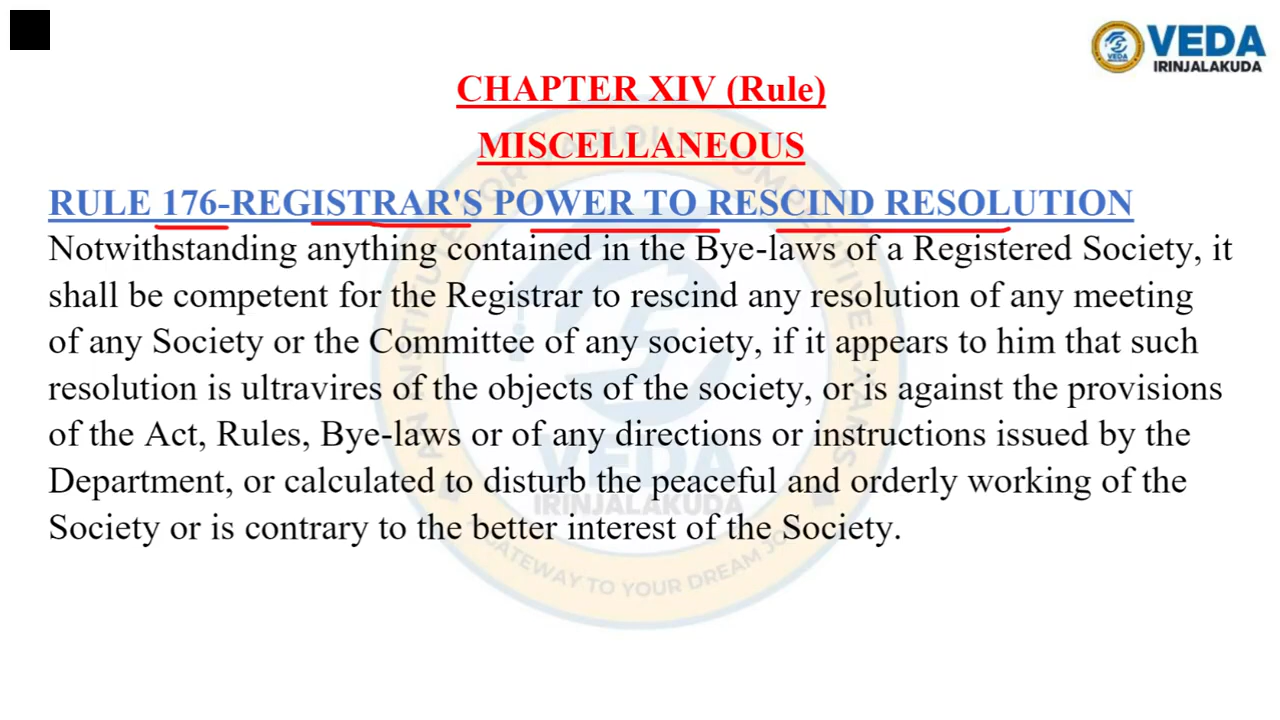 VEDA
IRINJALAKUDA
CHAPTER XIV (Rule)
MISCELLANEOUS
RULE 176-REGISTRAR'S POWER TO RESCIND RESOLUTION
Notwithstanding anything contained in the Bye-laws of a Registered Society, it
shall be competent for the Registrar to rescind any resolution of any meeting
of any Society or the Committee of any society, if it appears to him that such
resolution is ultravires of the objects of the society, or is against the provisions
of the Act, Rules, Bye-laws or of any directions or instructions issued by the
Department, or calculated to disturb the peaceful and orderly working of the
Society or is contrary to the better interest of the Society.
VEDA
IRINJALAKUDA